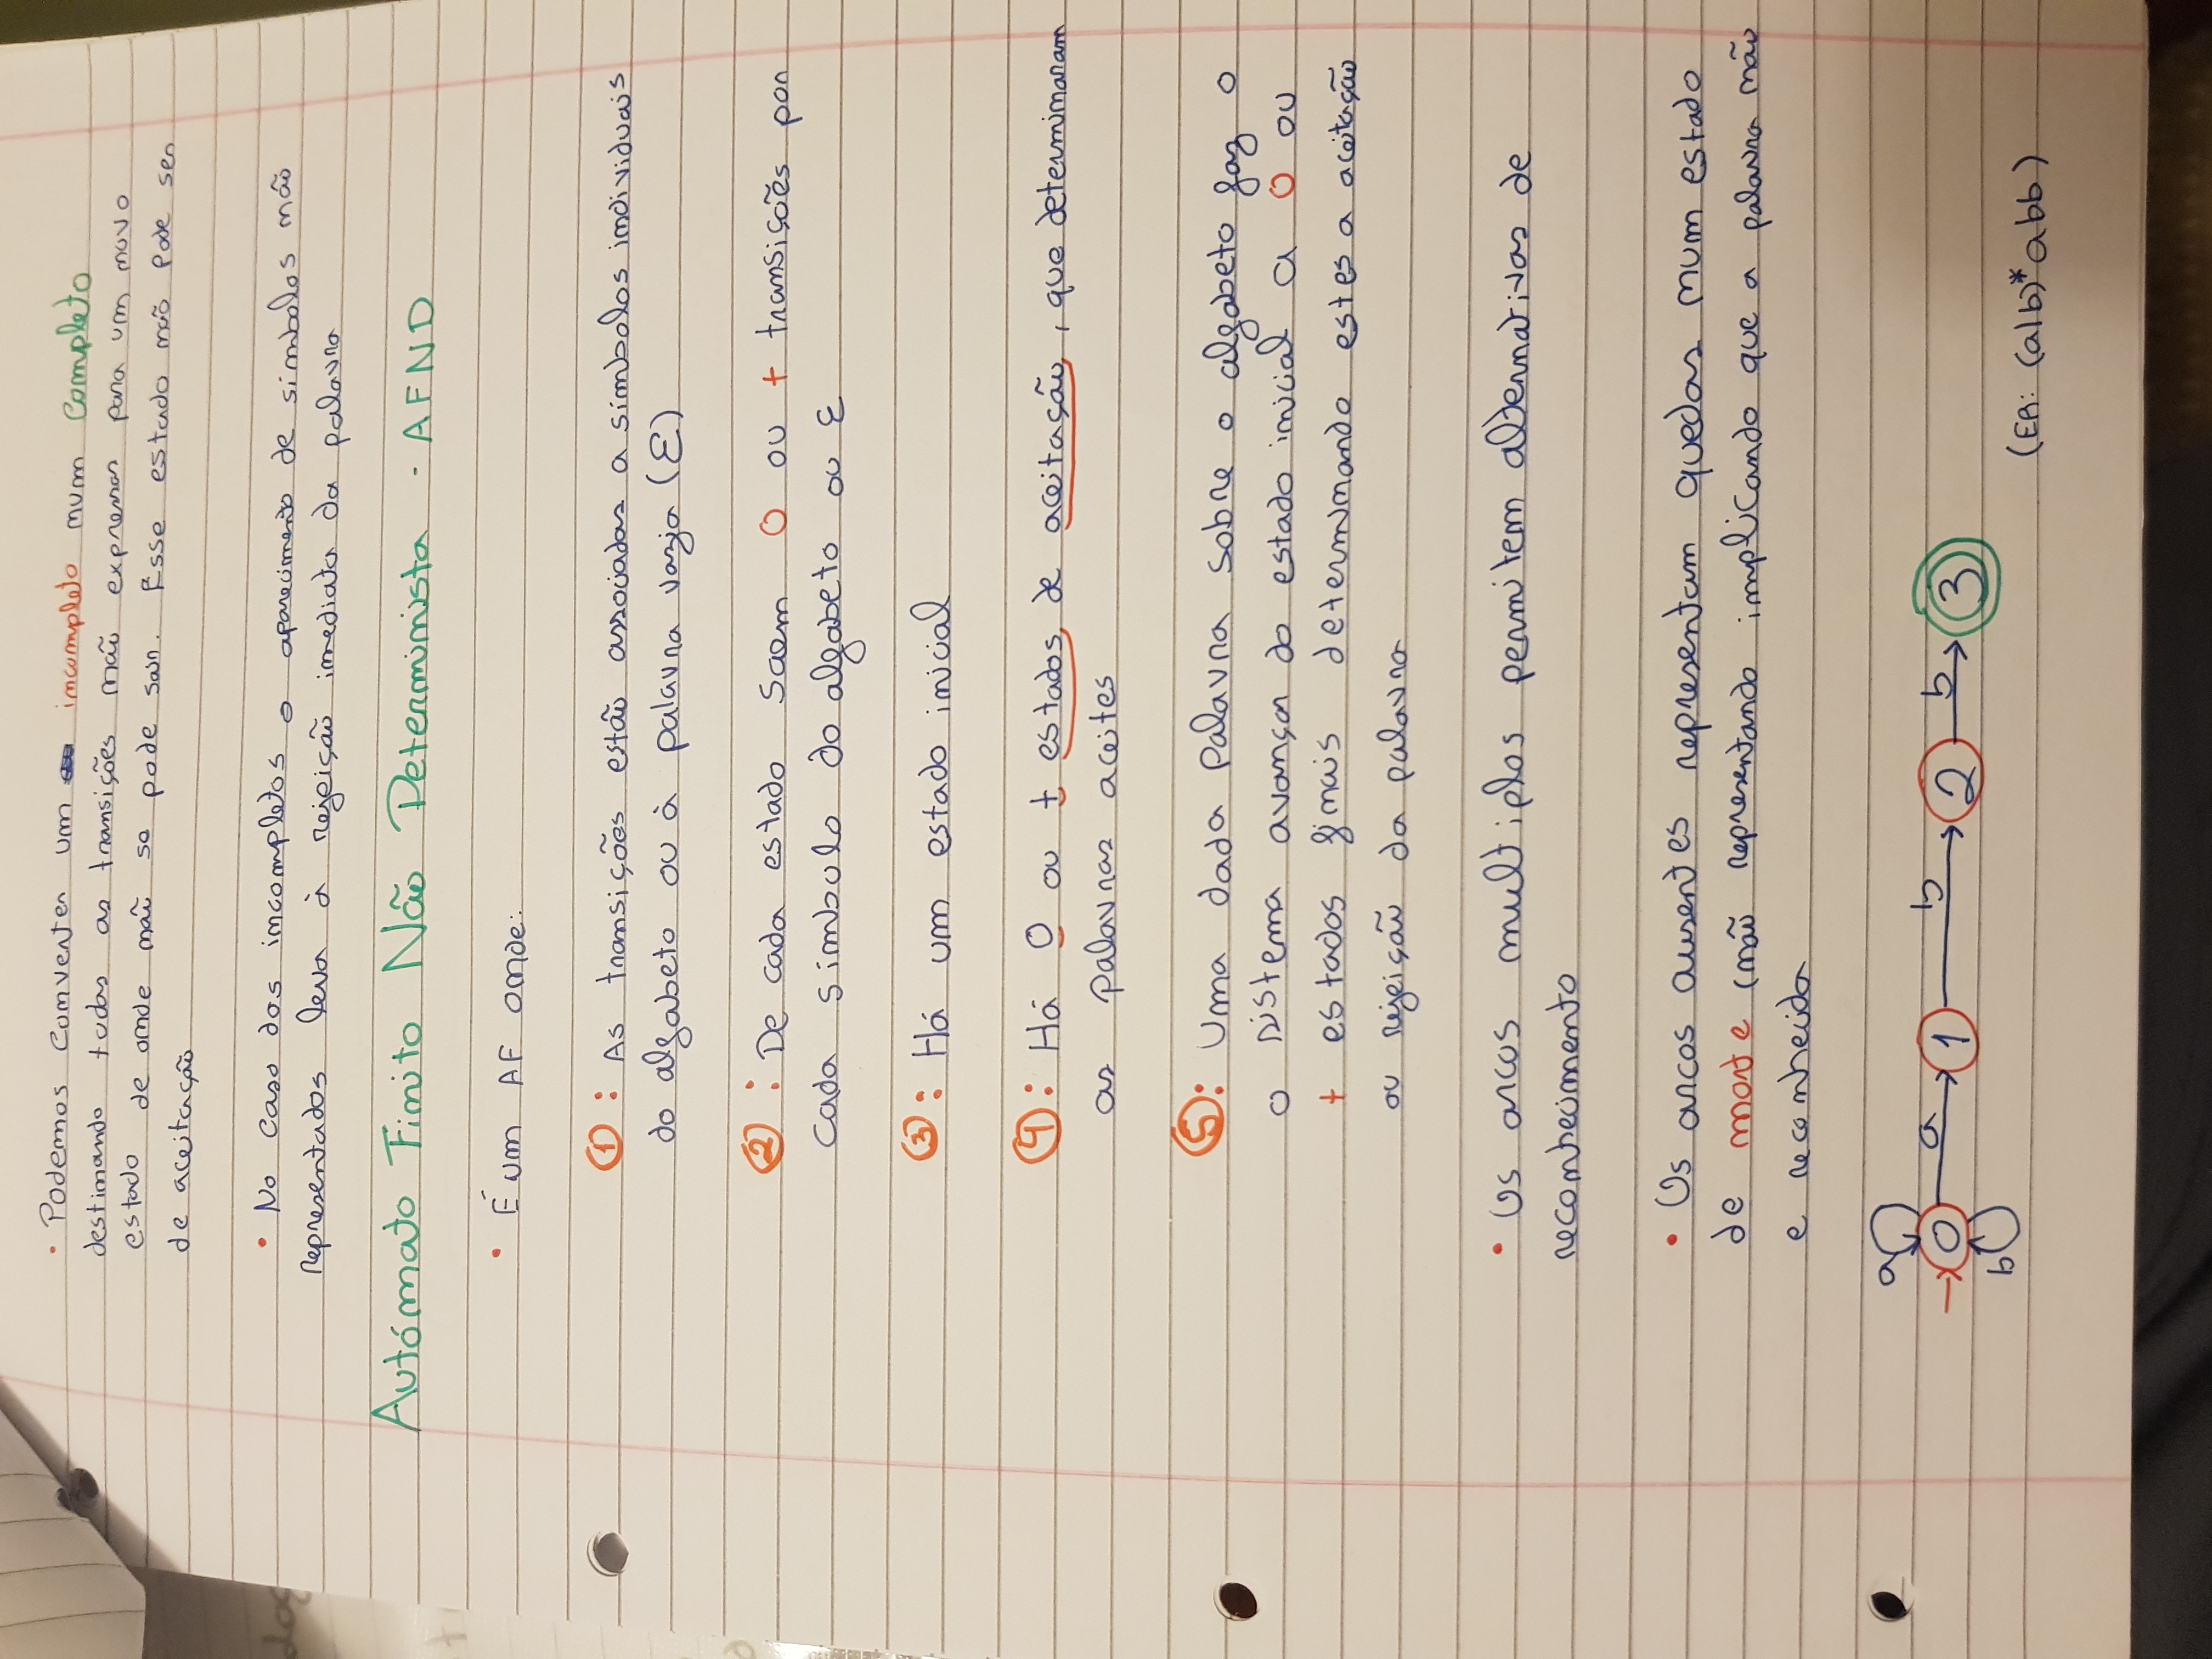 • Podemos converter um incompleto num completo
destinando todas as transições não expressas para um novo
estado de onde não se pode sair. Esse estado não pode ser
de aceitação
• No caso dos incompletos o aparecimento de simbolos não
representados leva à rejeição imediata da palavra
Autómato Finito Não Determinista - AFND
• É um AF onde:
①: As transições estão associadas a simbolos individuais
do alfabeto ou à palavra vazia (Ɛ)
②: De cada estado saem 0 ou + transições por
cada simbolo do alfabeto ou Ɛ
③: Há um estado inicial
④: Há 0 ou + estados de aceitação, que determinaram
as palavras aceites
⑤: Uma dada palavra sobre o alfabeto faz o
o sistema avançar do estado inicial a 0 ou
+ estados finais determinando estes a aceitação
ou rejeição da palavra
• Os arcos multiplos permitem alternativas de
reconhecimento
• Os arcos ausentes representam quedas num estado
de morte (não representando implicando que a palavra não
e reconhecida
a
0 a 1 b 2 b 3
b
(ER: (a|b)*abb)